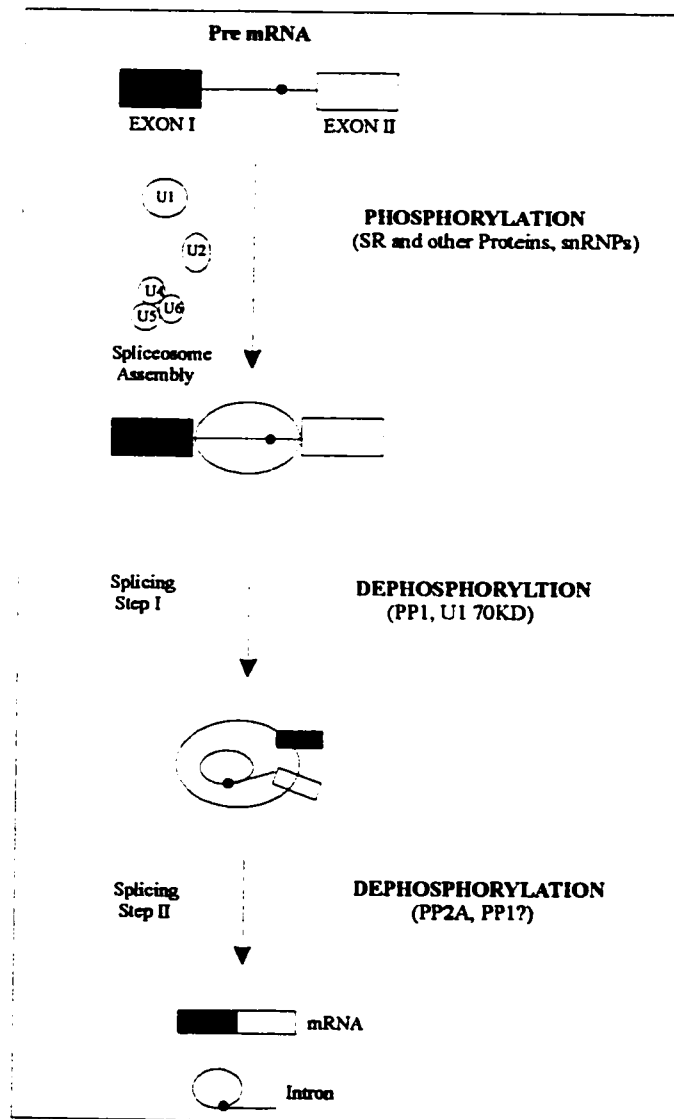 Pre mRNA
EXON I
EXON II
U1
U2
U4
U5
U6
PHOSPHORYLATION
(SR and other Proteins, snRNPs)
Spliceosome
Assembly
Splicing
Step I
DEPHOSPHORYLTION
(PP1, U1 70KD)
Splicing
Step II
DEPHOSPHORYLATION
(PP2A, PP1?)
mRNA
Intron